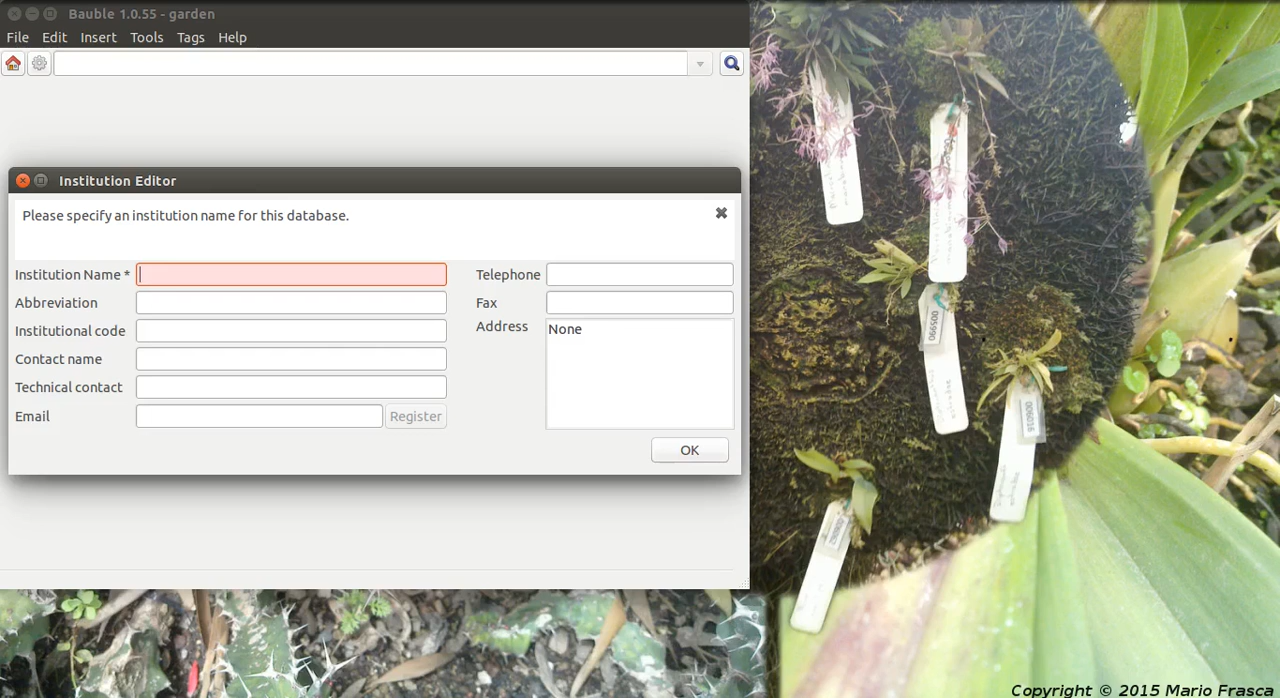 Bauble 1.0.55 - garden
File Edit Insert Tools Tags Help
Institution Editor
Please specify an institution name for this database.
Institution Name *
Abbreviation
Institutional code
Contact name
Technical contact
Email
Register
Telephone
Fax
Address
None
OK
005990
006016
Copyright © 2015 Mario Frasca